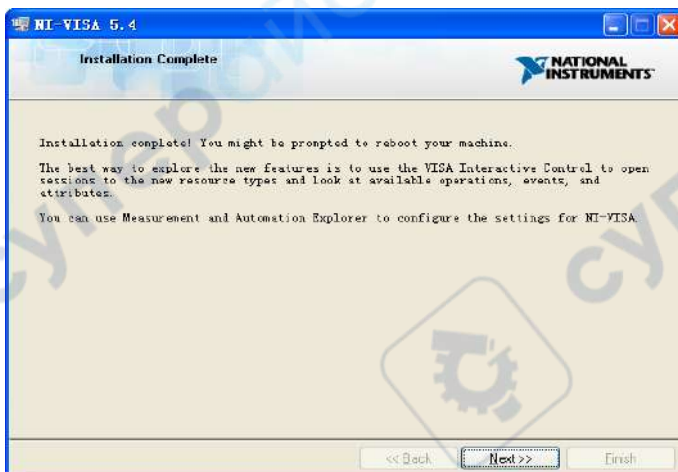 NI-VISA 5.4
Installation Complete
NATIONAL
INSTRUMENTS
Installation complete! You might be prompted to reboot your machine.
The best way to explore the new features is to use the VISA Interactive Control to open
sessions to the new resource types and Look at available operations, events, and
attributes.
You can use Measurement and Automation Explorer to configure the settings for NI-VISA
<< Back
Next >>
Finish